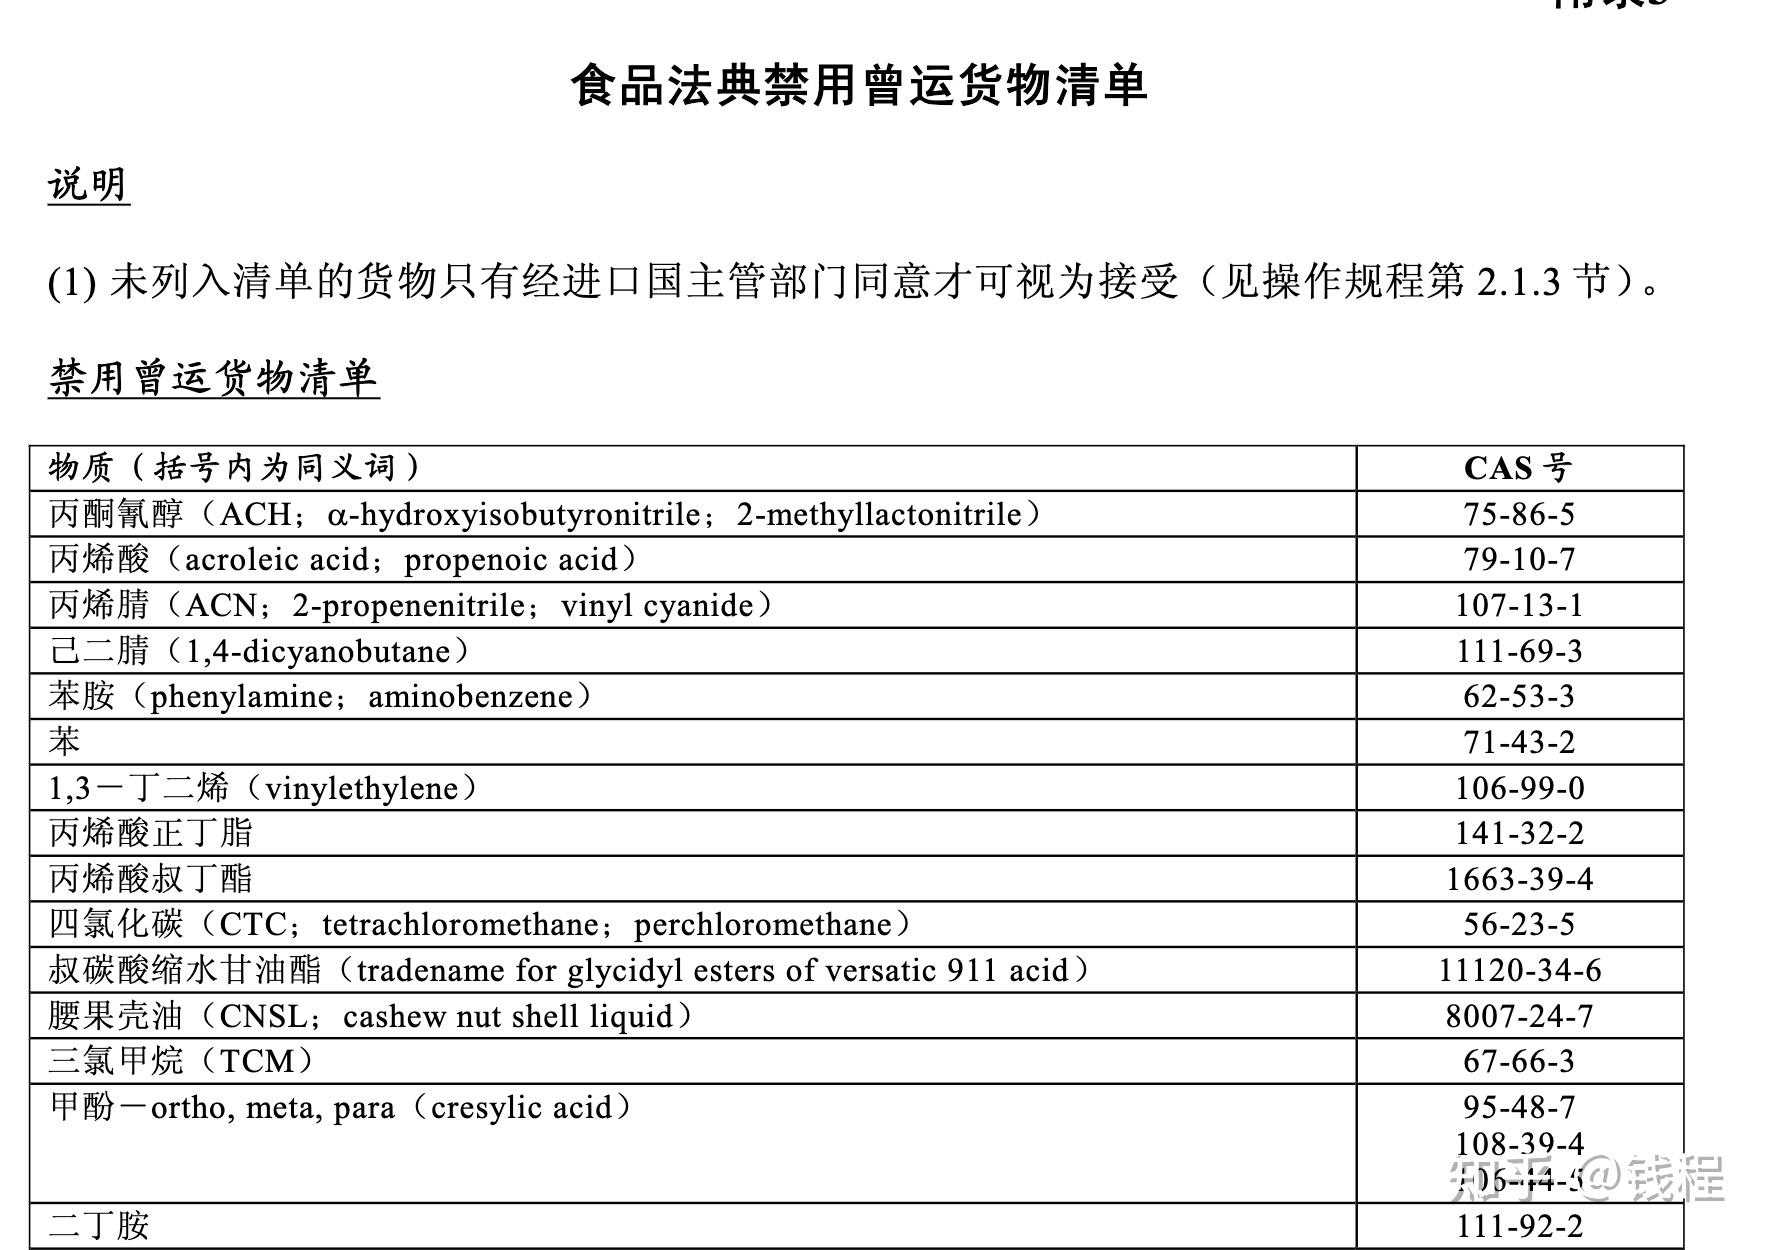 食品法典禁用曾运货物清单
说明
(1) 未列入清单的货物只有经进口国主管部门同意才可视为接受（见操作规程第 2.1.3 节）。
禁用曾运货物清单
物质（括号内为同义词） CAS 号
丙酮氰醇（ACH；α-hydroxyisobutyronitrile；2-methyllactonitrile） 75-86-5
丙烯酸（acroleic acid；propenoic acid） 79-10-7
丙烯腈（ACN；2-propenenitrile；vinyl cyanide） 107-13-1
己二腈（1,4-dicyanobutane） 111-69-3
苯胺（phenylamine；aminobenzene） 62-53-3
苯 71-43-2
1,3－丁二烯（vinylethylene） 106-99-0
丙烯酸正丁脂 141-32-2
丙烯酸叔丁酯 1663-39-4
四氯化碳（CTC；tetrachloromethane；perchloromethane） 56-23-5
叔碳酸缩水甘油酯（tradename for glycidyl esters of versatic 911 acid） 11120-34-6
腰果壳油（CNSL；cashew nut shell liquid） 8007-24-7
三氯甲烷（TCM） 67-66-3
甲酚－ortho, meta, para（cresylic acid） 95-48-7
108-39-4
106-44-5
二丁胺 111-92-2
知乎 @钱程